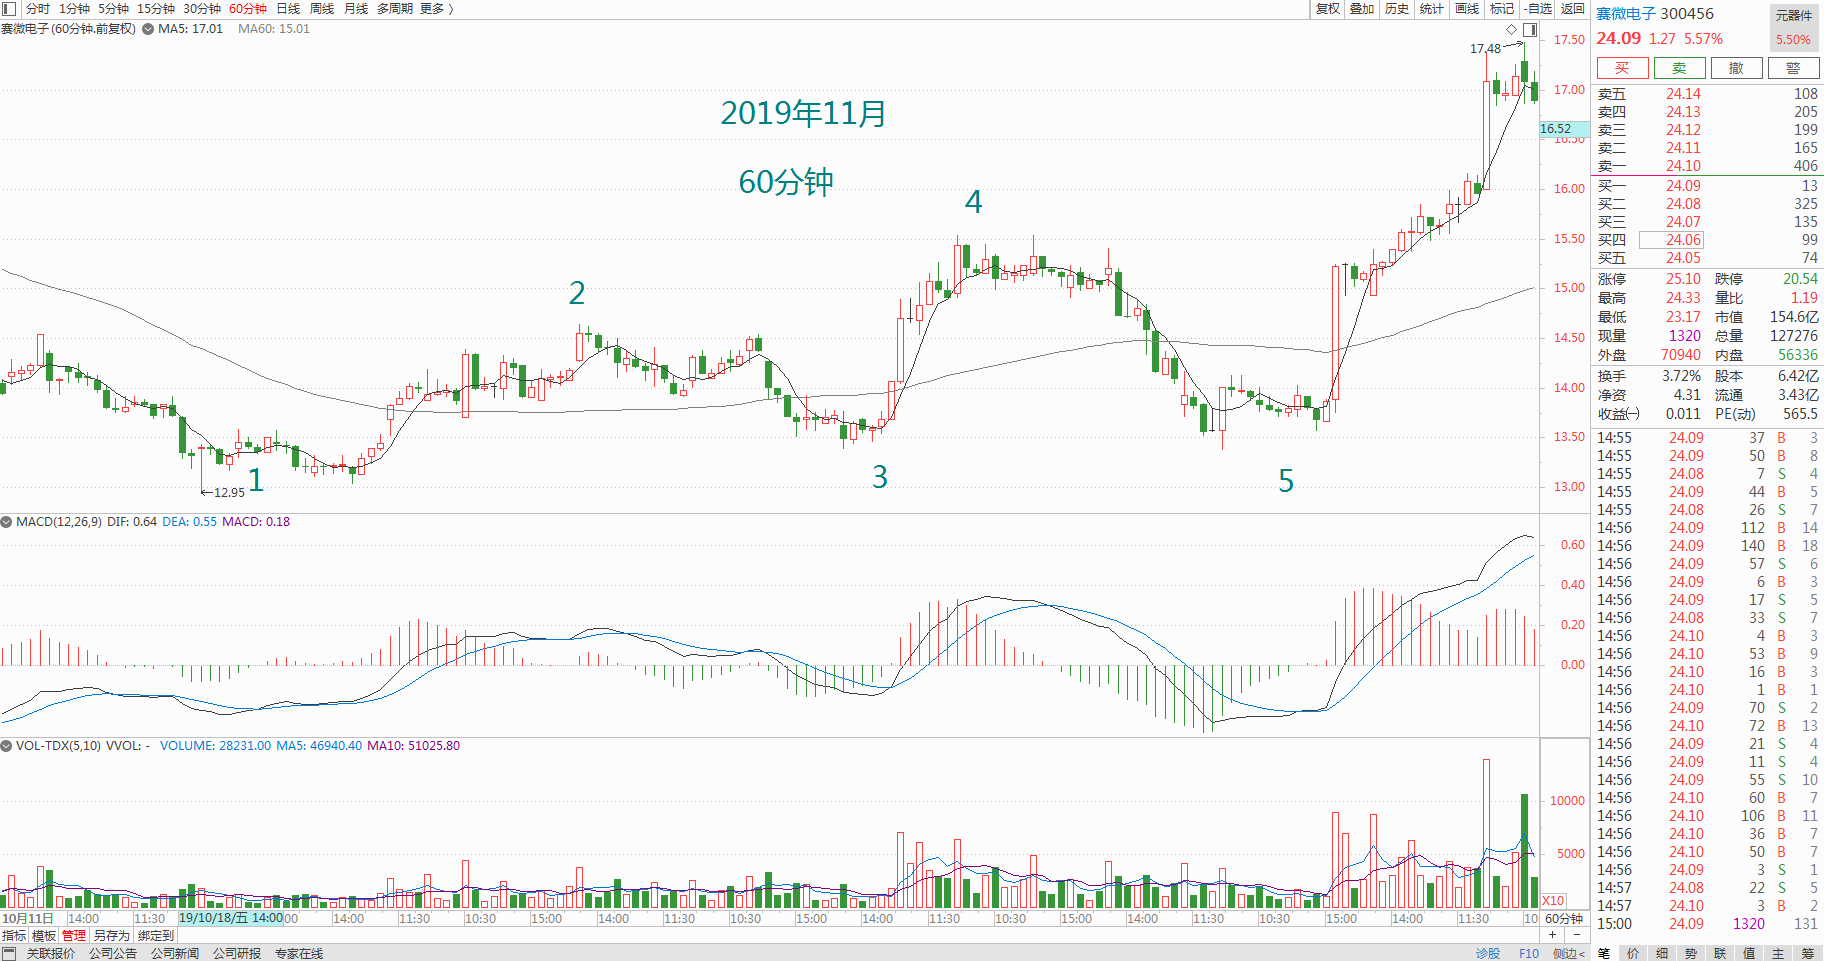 分时 1分钟 5分钟 15分钟 30分钟 60分钟 日线 周线 月线 多周期 更多 〉 复权 叠加 历史 统计 画线 标记 -自选 返回
赛微电子(60分钟.前复权) MA5: 17.01 MA60: 15.01
17.48
17.50
17.00
16.52
16.50
16.00
15.50
15.00
14.50
14.00
13.50
13.00
2019年11月
60分钟
4
2
3
1
5
12.95
MACD(12,26,9) DIF: 0.64 DEA: 0.55 MACD: 0.18
0.60
0.40
0.20
0.00
VOL-TDX(5,10) VVOL: - VOLUME: 28231.00 MA5: 46940.40 MA10: 51025.80
10000
5000
X10
10月11日 14:00 11:30 19/10/18/五 14:00 00 14:00 11:30 10:30 15:00 14:00 11:30 10:30 15:00 14:00 11:30 10:30 15:00 14:00 11:30 10:30 15:00 14:00 11:30 10 60分钟
指标 模板 管理 另存为 绑定到 + -
关联报价 公司公告 公司新闻 公司研报 专家在线 诊股 F10 侧边<
赛微电子 300456 元器件
24.09 1.27 5.57% 5.50%
买 卖 撤 警
卖五 24.14 108
卖四 24.13 205
卖三 24.12 199
卖二 24.11 165
卖一 24.10 406
买一 24.09 13
买二 24.08 325
买三 24.07 135
买四 24.06 99
买五 24.05 74
涨停 25.10 跌停 20.54
最高 24.33 量比 1.19
最低 23.17 市值 154.6亿
现量 1320 总量 127276
外盘 70940 内盘 56336
换手 3.72% 股本 6.42亿
净资 4.31 流通 3.43亿
收益㈠ 0.011 PE(动) 565.5
14:55 24.09 37 B 3
14:55 24.09 50 B 8
14:55 24.08 7 S 4
14:55 24.09 44 B 5
14:55 24.08 26 S 7
14:56 24.09 112 B 14
14:56 24.09 140 B 18
14:56 24.09 57 S 6
14:56 24.09 6 B 3
14:56 24.09 17 S 5
14:56 24.08 33 S 7
14:56 24.10 4 B 3
14:56 24.10 53 B 9
14:56 24.10 16 B 3
14:56 24.10 1 B 1
14:56 24.09 70 S 2
14:56 24.10 72 B 13
14:56 24.09 21 S 4
14:56 24.09 11 S 4
14:56 24.09 55 S 10
14:56 24.10 60 B 7
14:56 24.10 106 B 11
14:56 24.10 36 B 7
14:56 24.10 50 B 7
14:56 24.09 3 S 1
14:57 24.08 22 S 5
14:57 24.10 3 B 2
15:00 24.09 1320 131
笔 价 细 势 联 值 主 筹